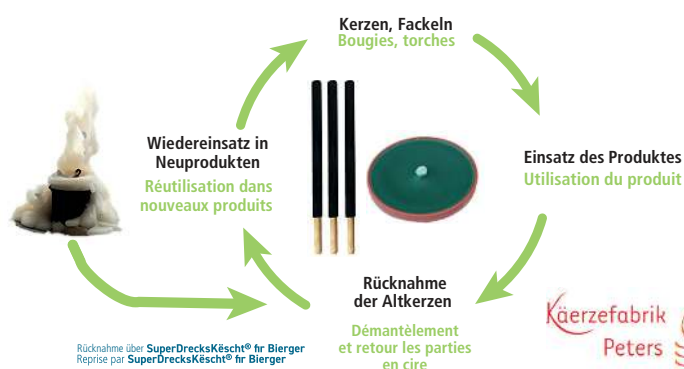 Kerzen, Fackeln
Bougies, torches
Wiedereinsatz in
Neuprodukten
Réutilisation dans
nouveaux produits
Einsatz des Produktes
Utilisation du produit
Rücknahme
der Altkerzen
Démantèlement
et retour les parties
en cire
Käerzefabrik
Peters
Rücknahme über SuperDrecksKëscht® fir Bierger
Reprise par SuperDrecksKëscht® fir Bierger